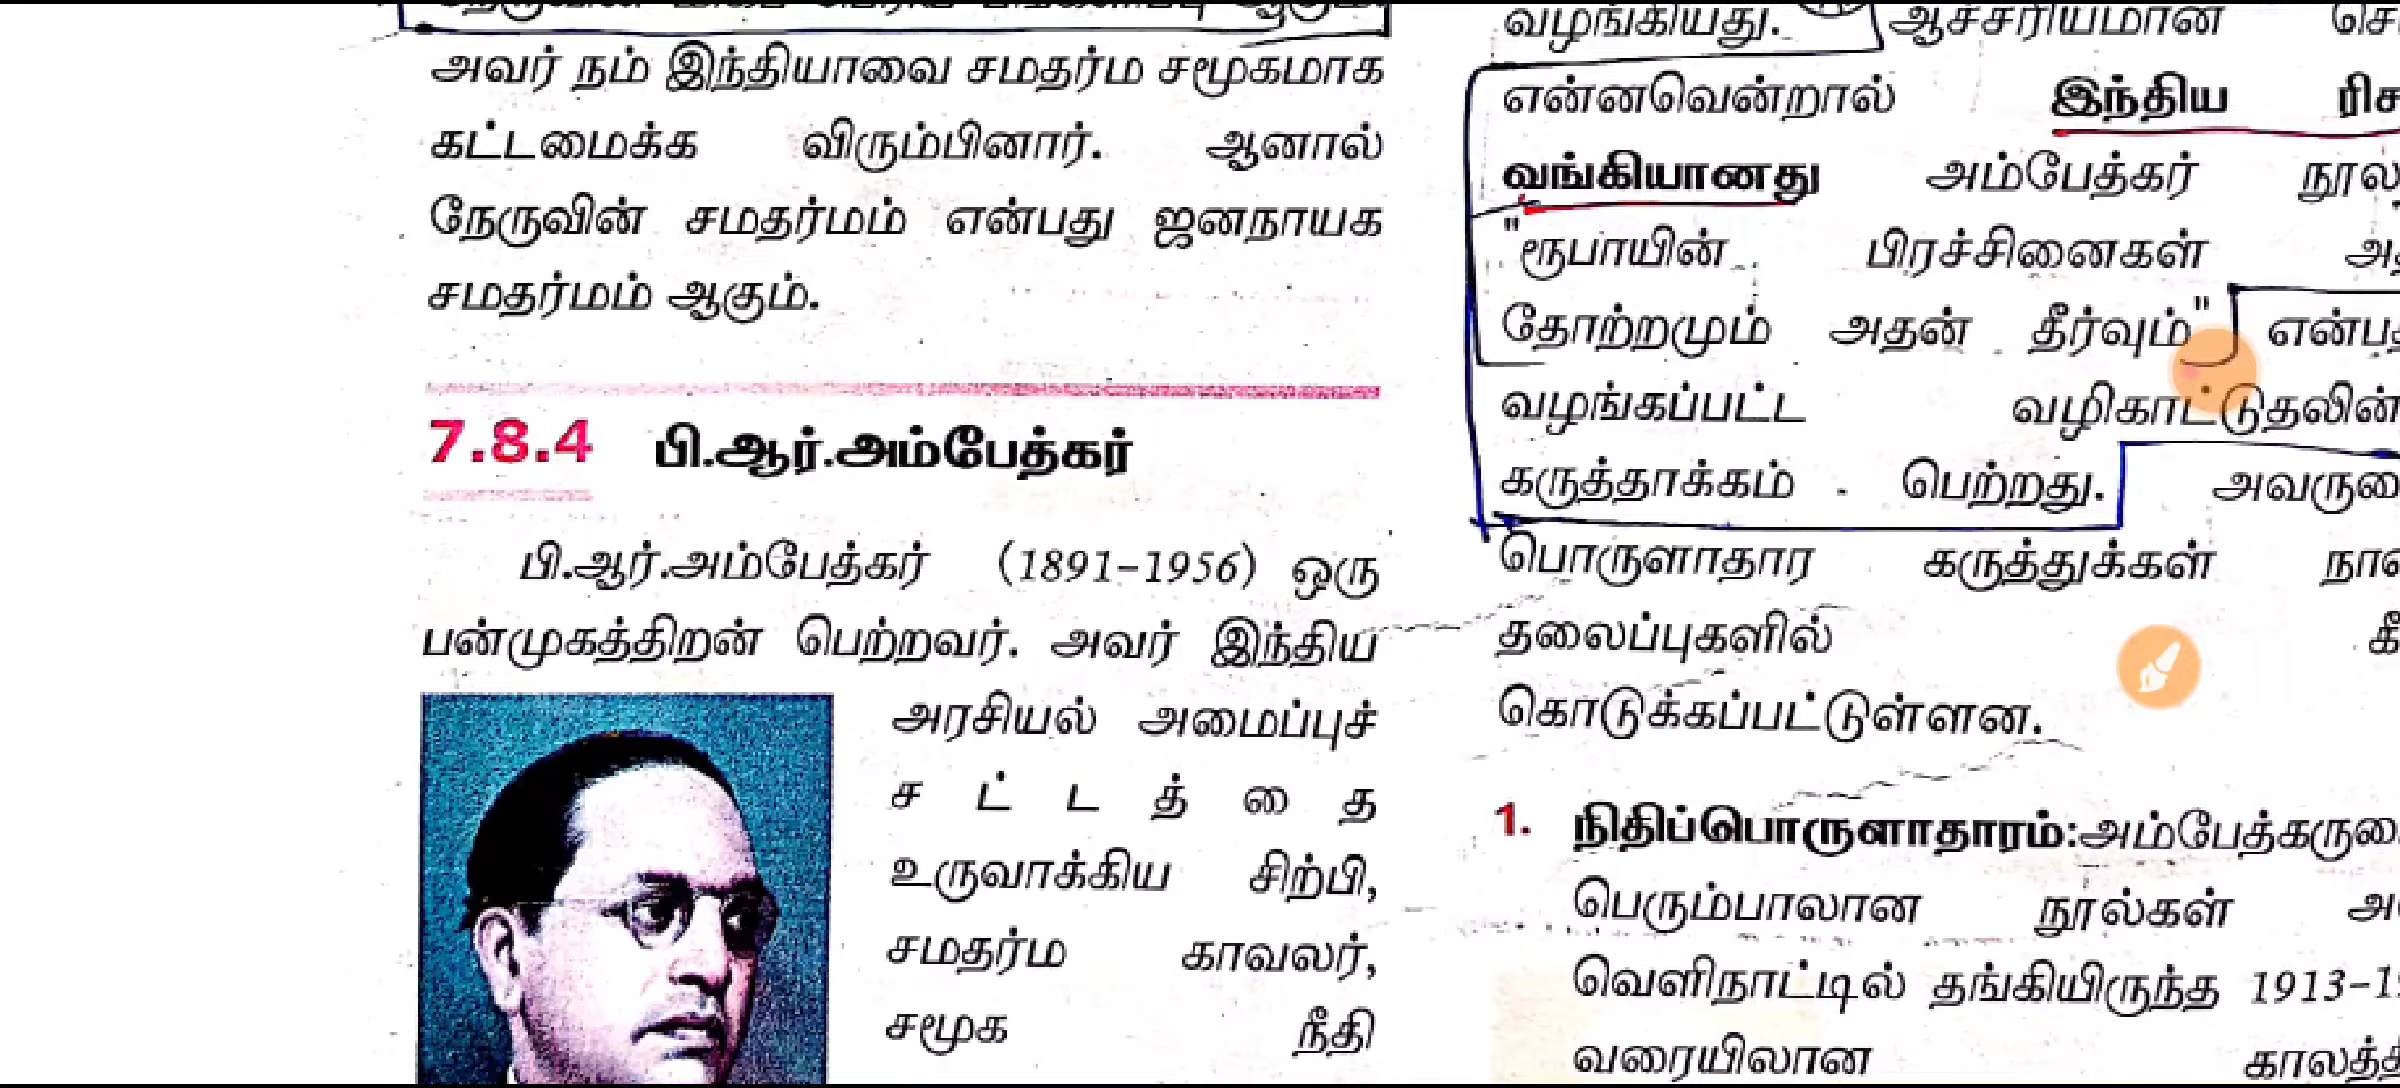 அவர் நம் இந்தியாவை சமதர்ம சமூகமாக
கட்டமைக்க விரும்பினார். ஆனால்
நேருவின் சமதர்மம் என்பது ஜனநாயக
சமதர்மம் ஆகும்.
7.8.4 பி.ஆர்.அம்பேத்கர்
பி.ஆர்.அம்பேத்கர் (1891-1956) ஒரு
பன்முகத்திறன் பெற்றவர். அவர் இந்திய
அரசியல் அமைப்புச்
சட்டத்தை
உருவாக்கிய சிற்பி,
சமதர்ம காவலர்,
சமூக நீதி
வழங்கியது. ஆச்சரியமான
என்னவென்றால் இந்திய
வங்கியானது அம்பேத்கர்
"ரூபாயின் பிரச்சினைகள்
தோற்றமும் அதன் தீர்வும்"
வழங்கப்பட்ட வழிகாட்டுதலின்
கருத்தாக்கம் பெற்றது.
பொருளாதார கருத்துக்கள்
தலைப்புகளில்
கொடுக்கப்பட்டுள்ளன.
1. நிதிப்பொருளாதாரம்:
பெரும்பாலான நூல்கள்
வெளிநாட்டில் தங்கியிருந்த 1913-
வரையிலான